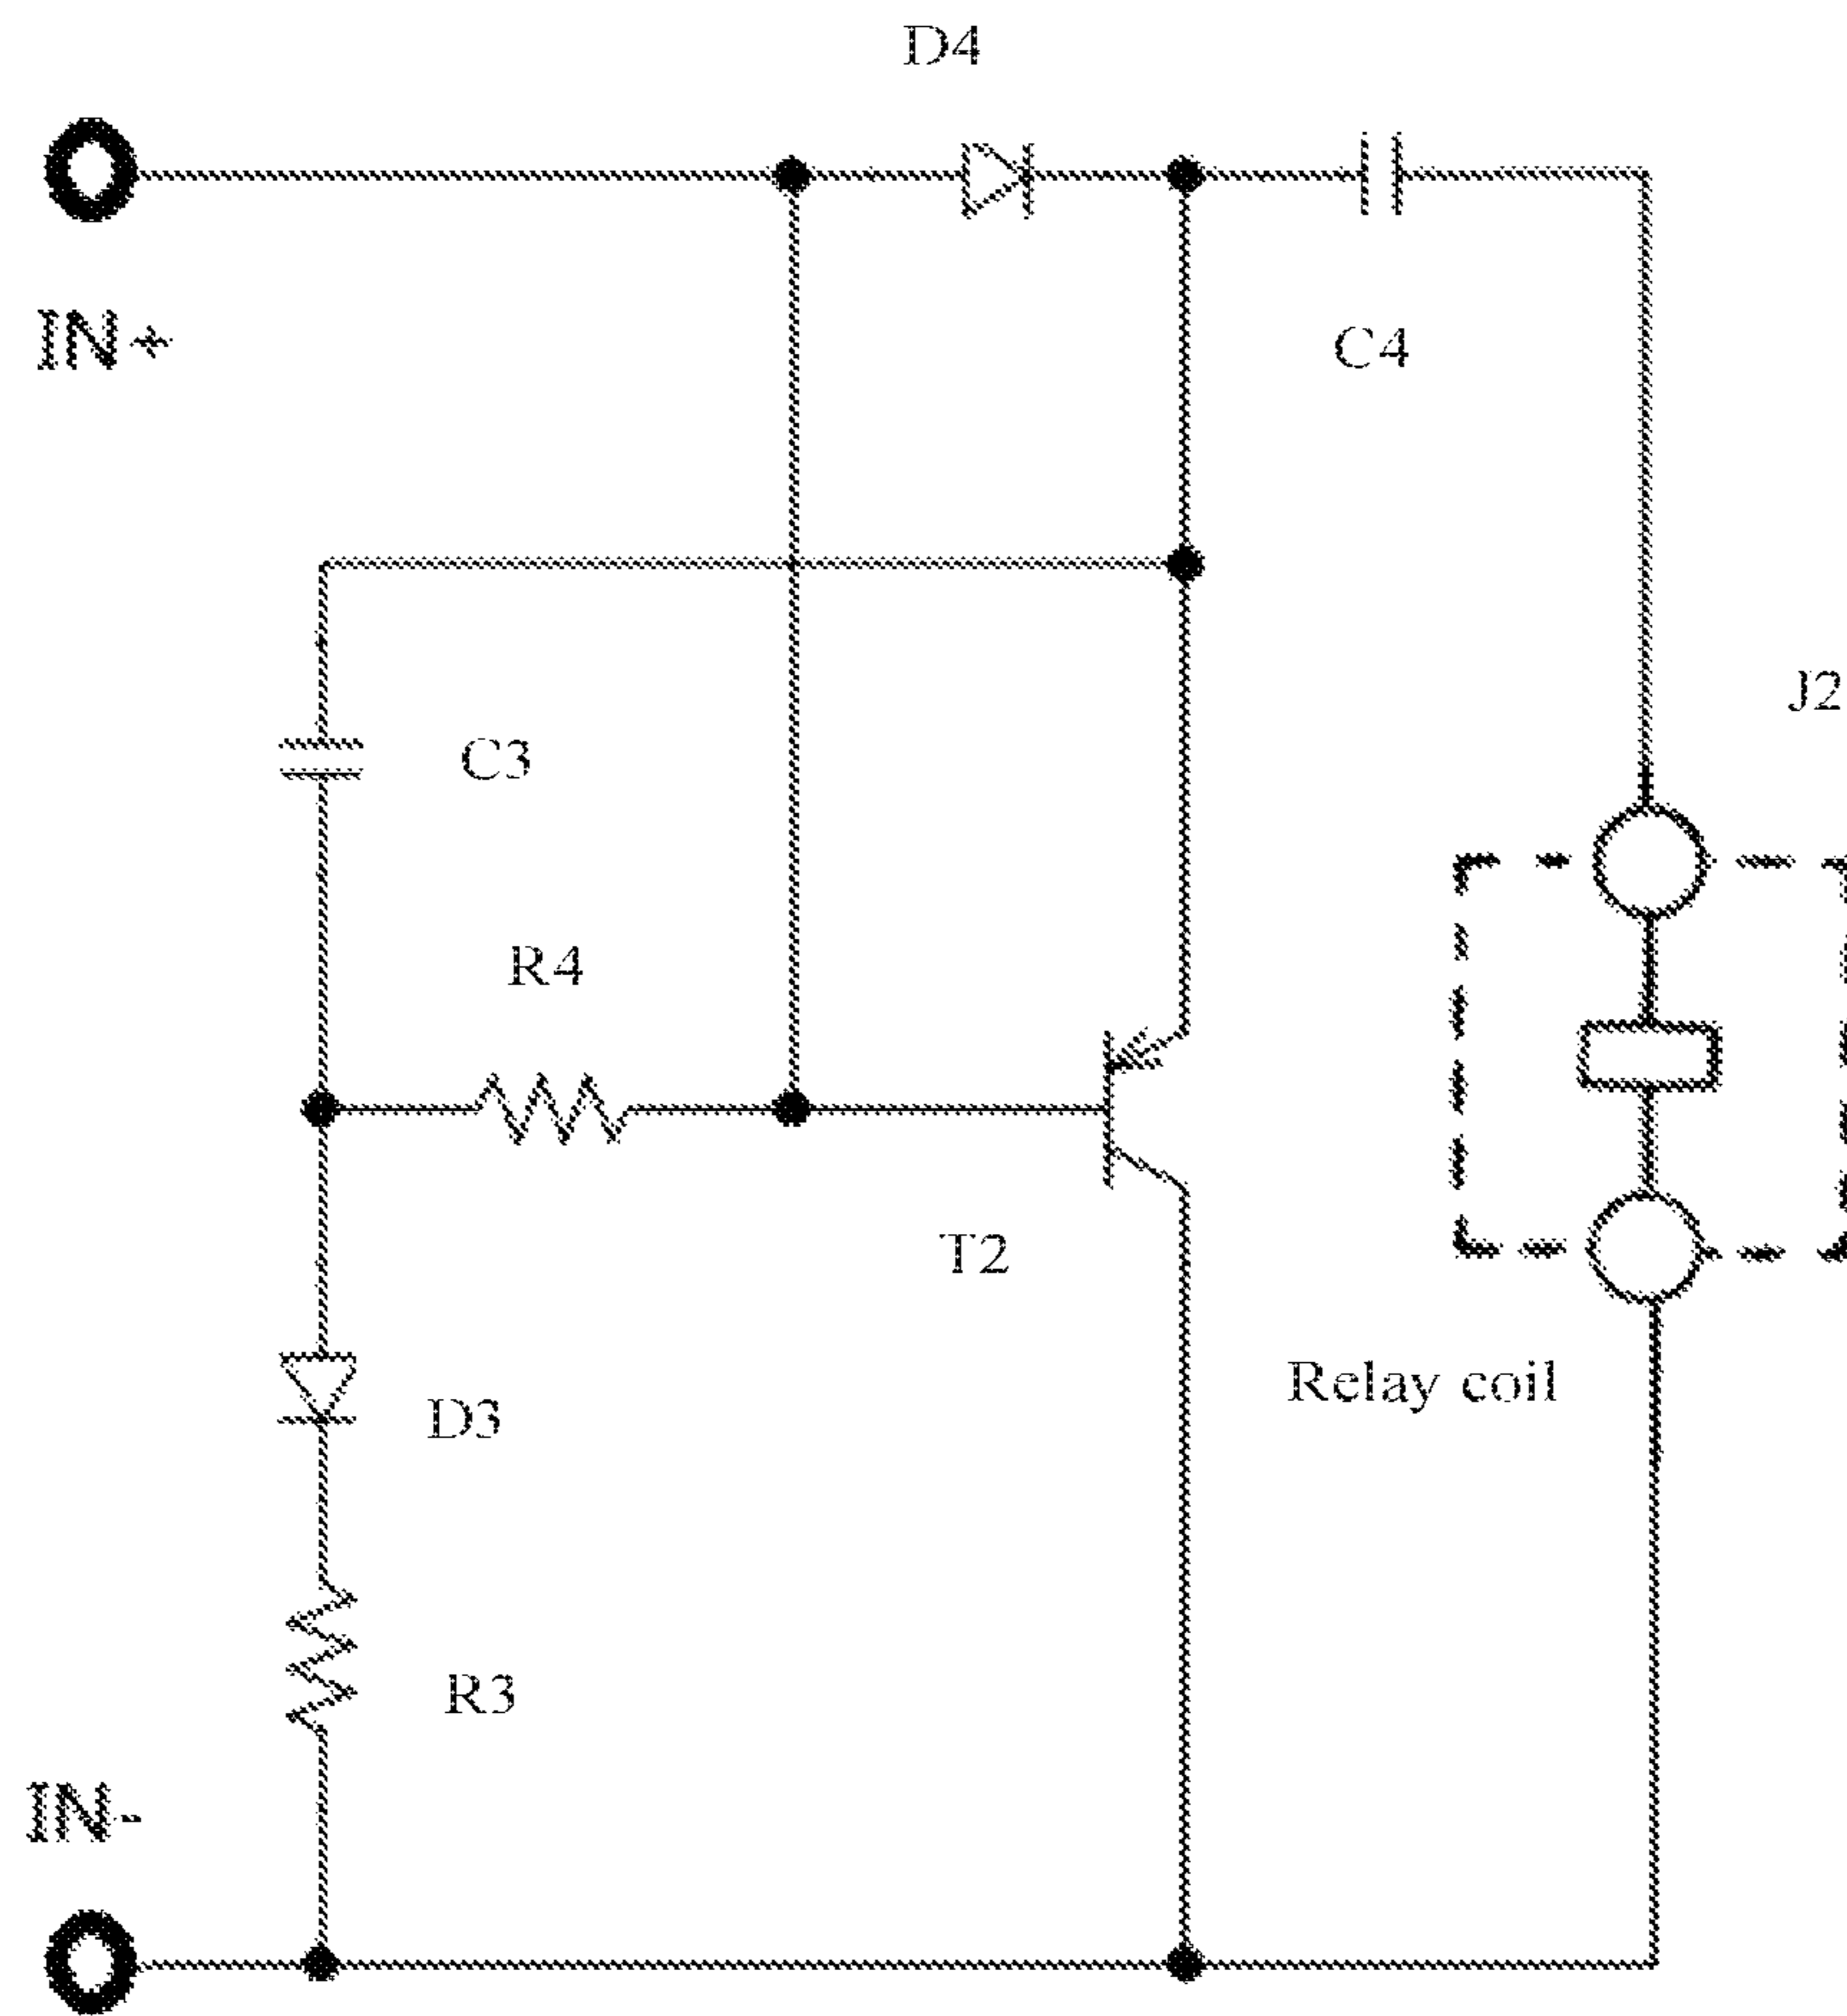 D4
IN+
C4
J2
C3
R4
T2
Relay coil
D3
R3
IN-